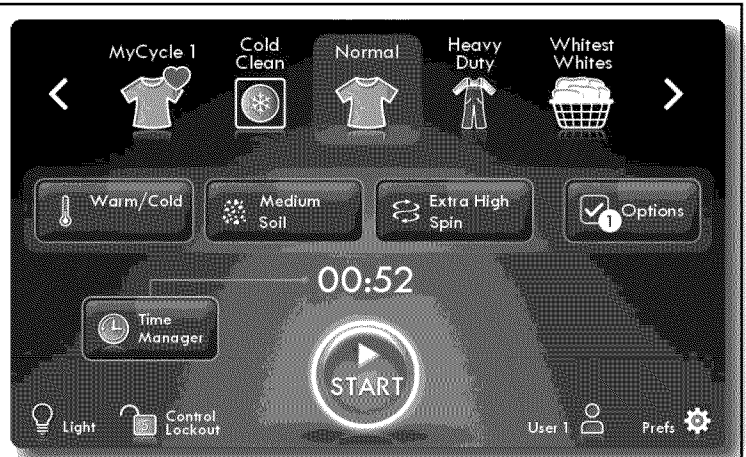 MyCycle 1
Cold
Clean
Normal
Heavy
Duty
Whitest
Whites
Warm/Cold
Medium
Soil
Extra High
Spin
1
Options
00:52
Time
Manager
START
Light
Control
Lockout
User 1
Prefs